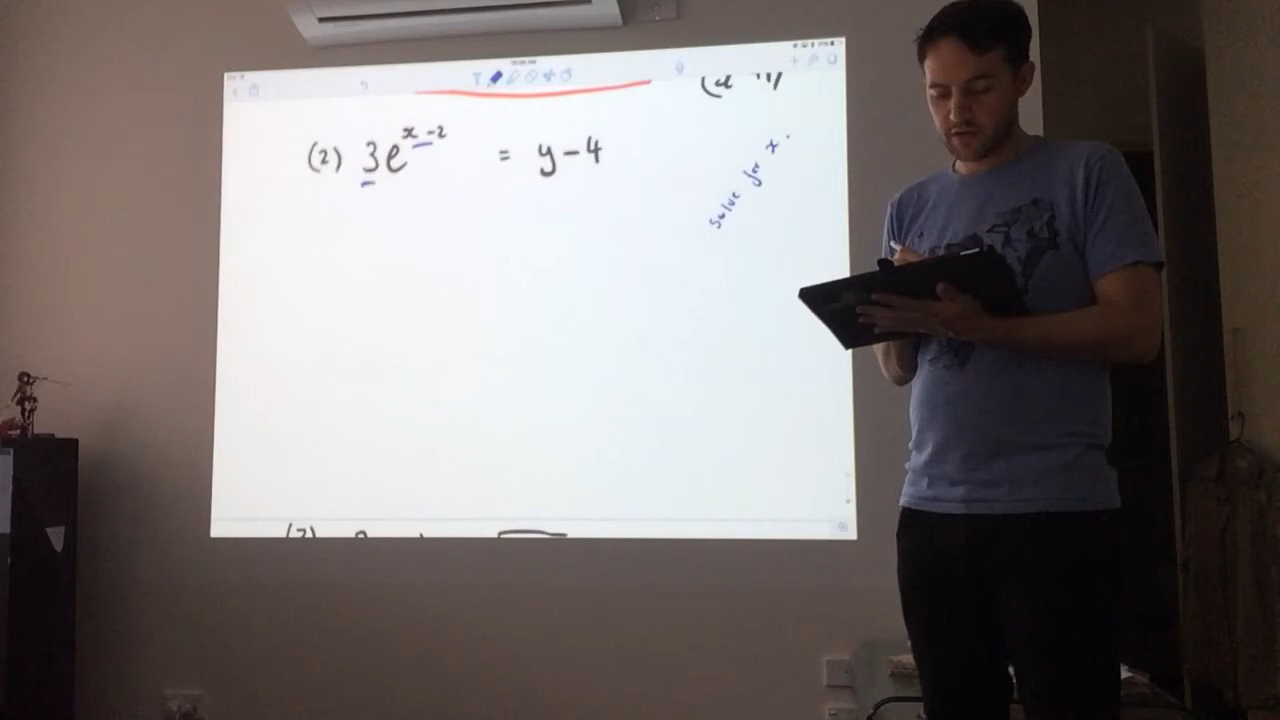 (2) 3e^{x-2} = y-4
Solve for x.